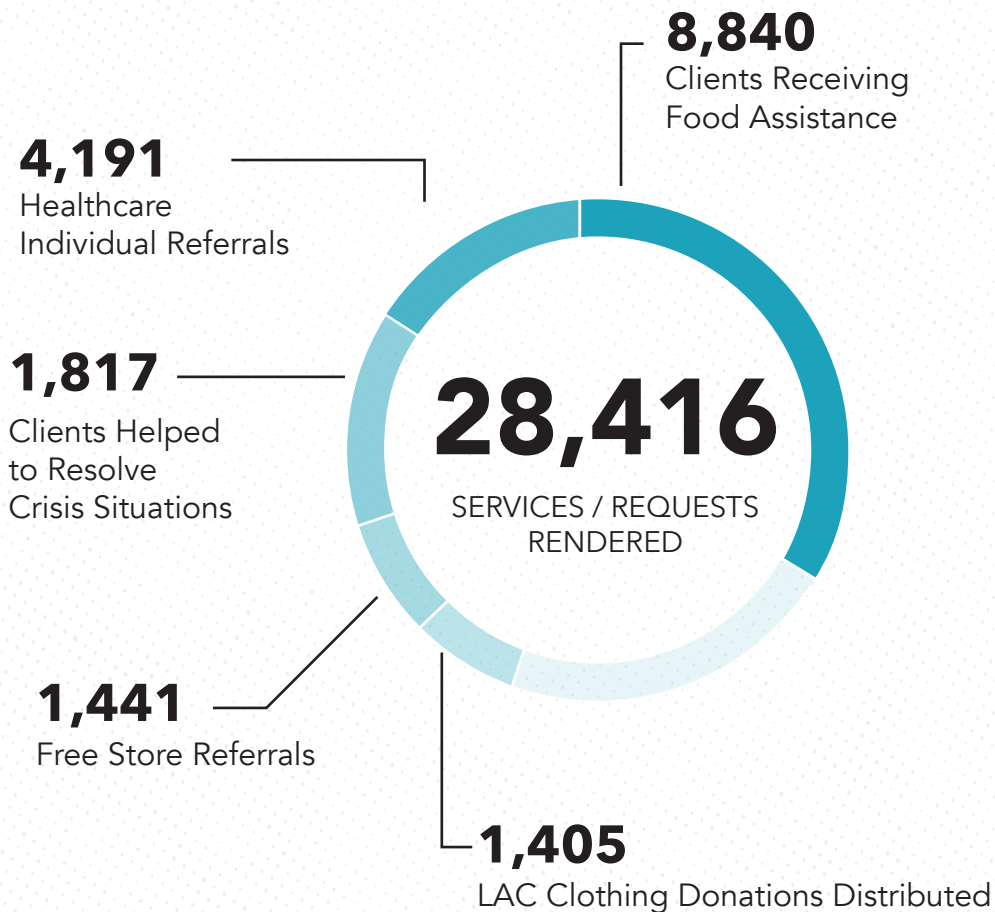 8,840
Clients Receiving
Food Assistance
4,191
Healthcare
Individual Referrals
1,817
Clients Helped
to Resolve
Crisis Situations
28,416
SERVICES / REQUESTS
RENDERED
1,441
Free Store Referrals
1,405
LAC Clothing Donations Distributed